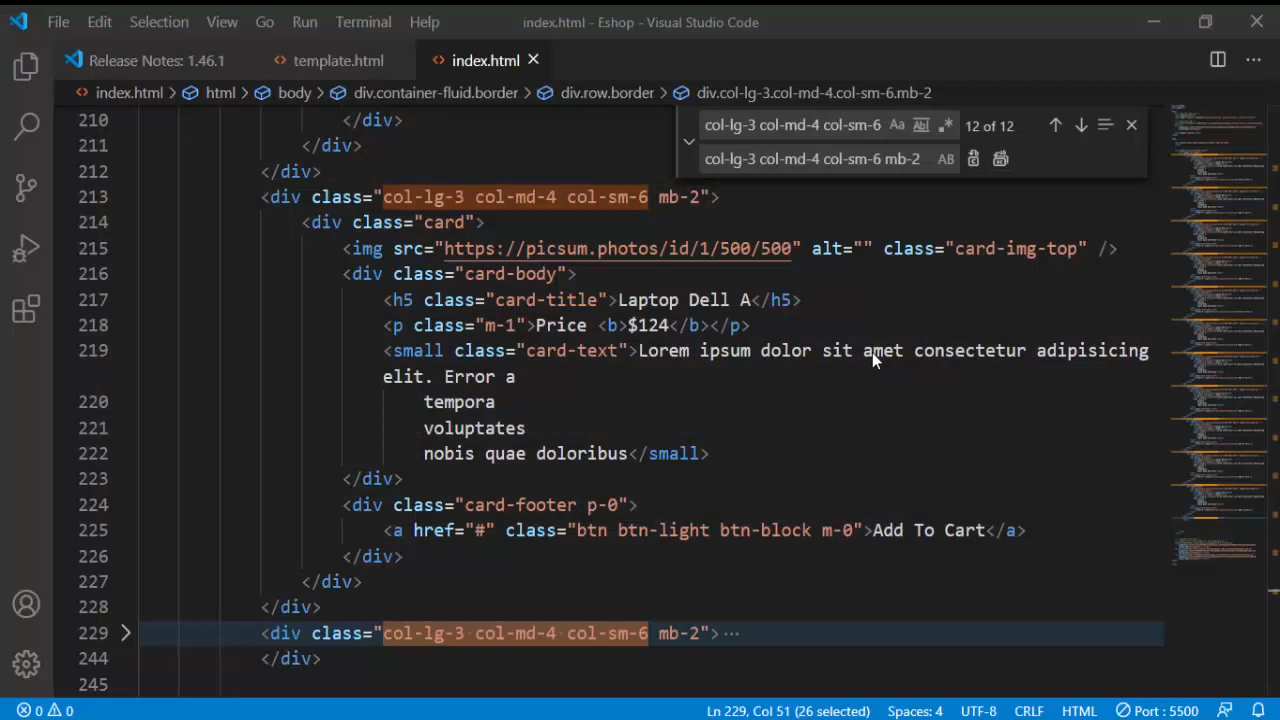 File Edit Selection View Go Run Terminal Help index.html - Eshop - Visual Studio Code
Release Notes: 1.46.1 <> template.html <> index.html
<> index.html > html > body > div.container-fluid.border > div.row.border > div.col-lg-3.col-md-4.col-sm-6.mb-2
col-lg-3 col-md-4 col-sm-6 Aa Abl .* 12 of 12
col-lg-3 col-md-4 col-sm-6 mb-2 AB
210 </div>
211 </div>
212 </div>
213 <div class="col-lg-3 col-md-4 col-sm-6 mb-2">
214 <div class="card">
215 <img src="https://picsum.photos/id/1/500/500" alt="" class="card-img-top" />
216 <div class="card-body">
217 <h5 class="card-title">Laptop Dell A</h5>
218 <p class="m-1">Price <b>$124</b></p>
219 <small class="card-text">Lorem ipsum dolor sit amet consectetur adipisicing
elit. Error a
220 tempora
221 voluptates
222 nobis quae doloribus</small>
223 </div>
224 <div class="card-footer p-0">
225 <a href="#" class="btn btn-light btn-block m-0">Add To Cart</a>
226 </div>
227 </div>
228 </div>
229 <div class="col-lg-3 col-md-4 col-sm-6 mb-2">⋯
244 </div>
245
0 0 Ln 229, Col 51 (26 selected) Spaces: 4 UTF-8 CRLF HTML Port : 5500